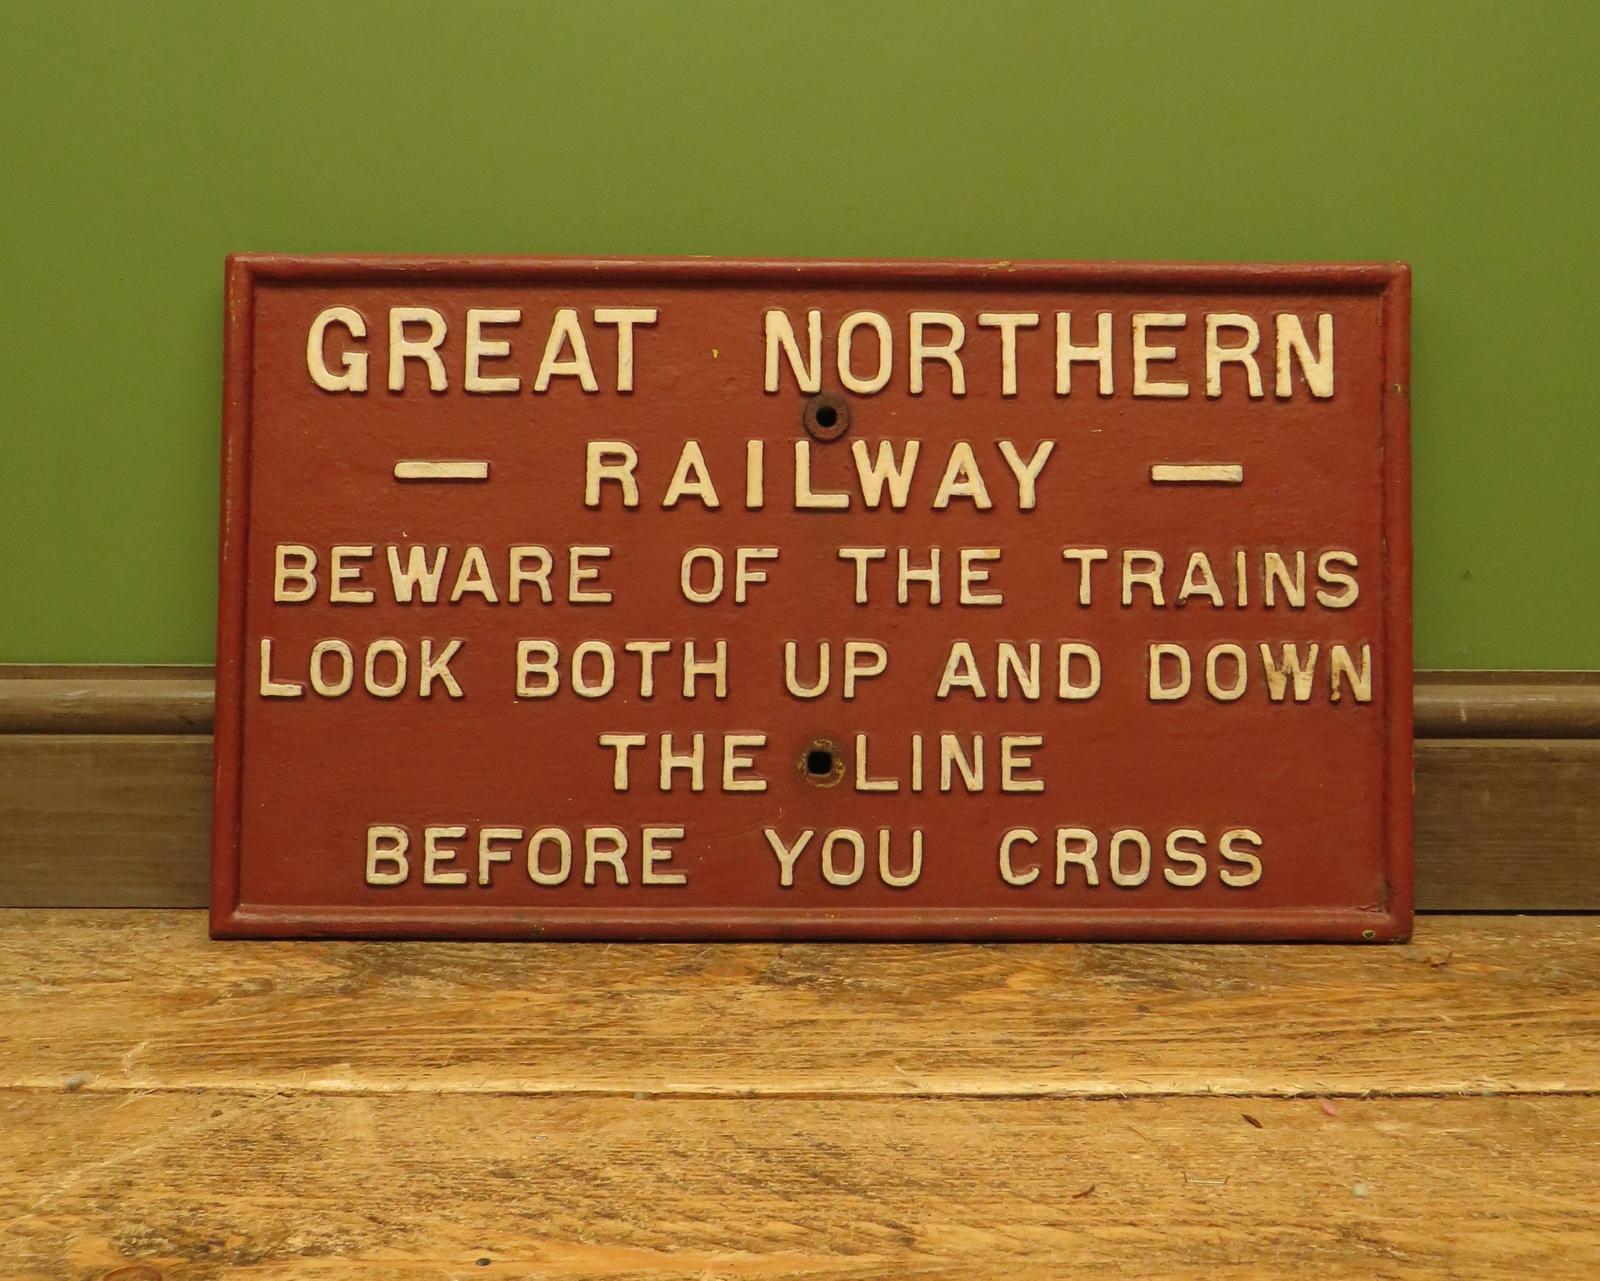 GREAT NORTHERN
— RAILWAY —
BEWARE OF THE TRAINS
LOOK BOTH UP AND DOWN
THE LINE
BEFORE YOU CROSS